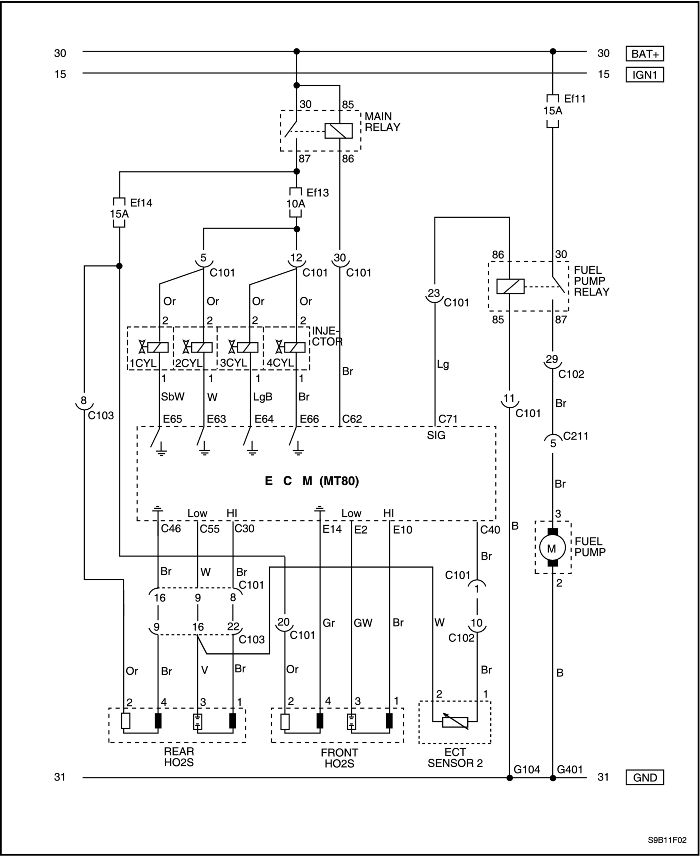 30 30 BAT+
15 15 IGN1
Ef11
15A
30 85
MAIN
RELAY
87 86
Ef14
15A
Ef13
10A
5 C101 12 C101 30 C101
86 30
FUEL
PUMP
RELAY
85 87
23 C101
Or Or Or Or
2 2 2 2
INJE-
CTOR
1CYL 2CYL 3CYL 4CYL
1 1 1 1
29 C102
Br Lg
SbW W LgB Br
8 C103
11 C101
Br
E65 E63 E64 E66 C62 C71
SIG
C211
5
E C M (MT80)
Br
Low HI Low HI
C46 C55 C30 E14 E2 E10 C40
B
3
M
FUEL
PUMP
2
Br W Br Br
C101 C101
16 9 8 1
9 16 22 C103
20 C101
Gr GW Br W
10 C102
Or Br V Br Or Br B
2 4 3 1 2 4 3 1 2 1
REAR
HO2S
FRONT
HO2S
ECT
SENSOR 2
G104 G401
31 31 GND
S9B11F02